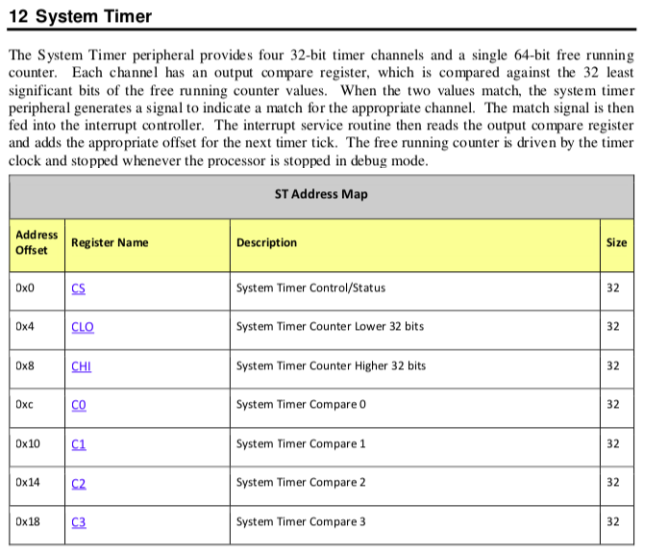 12 System Timer
The System Timer peripheral provides four 32-bit timer channels and a single 64-bit free running
counter. Each channel has an output compare register, which is compared against the 32 least
significant bits of the free running counter values. When the two values match, the system timer
peripheral generates a signal to indicate a match for the appropriate channel. The match signal is then
fed into the interrupt controller. The interrupt service routine then reads the output compare register
and adds the appropriate offset for the next timer tick. The free running counter is driven by the timer
clock and stopped whenever the processor is stopped in debug mode.
ST Address Map
Address Offset Register Name Description Size
0x0 CS System Timer Control/Status 32
0x4 CLO System Timer Counter Lower 32 bits 32
0x8 CHI System Timer Counter Higher 32 bits 32
0xc C0 System Timer Compare 0 32
0x10 C1 System Timer Compare 1 32
0x14 C2 System Timer Compare 2 32
0x18 C3 System Timer Compare 3 32